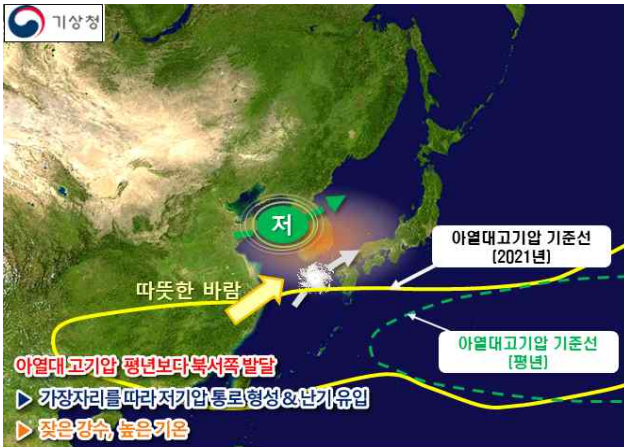 기상청
저
아열대고기압 기준선
(2021년)
따뜻한 바람
아열대고기압 기준선
(평년)
아열대 고기압 평년보다 북서쪽 발달
▶ 가장자리를 따라 저기압 통로 형성 & 난기 유입
▶ 잦은 강수, 높은 기온